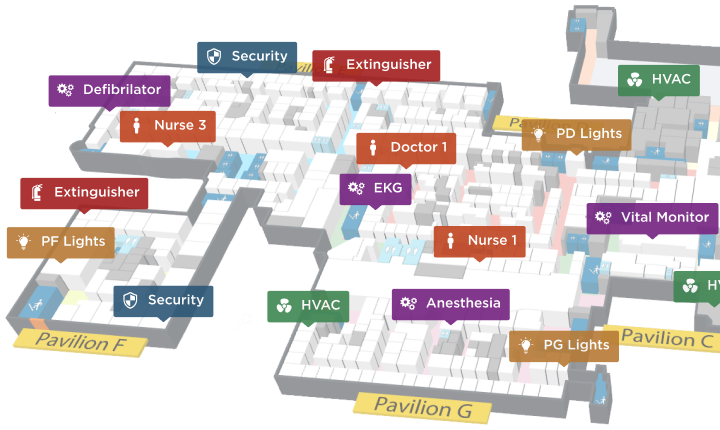 Security
Extinguisher
HVAC
Defibrilator
Nurse 3
Doctor 1
PD Lights
Extinguisher
EKG
Vital Monitor
PF Lights
Nurse 1
Security
HVAC
Anesthesia
Pavilion F
PG Lights
Pavilion C
Pavilion G